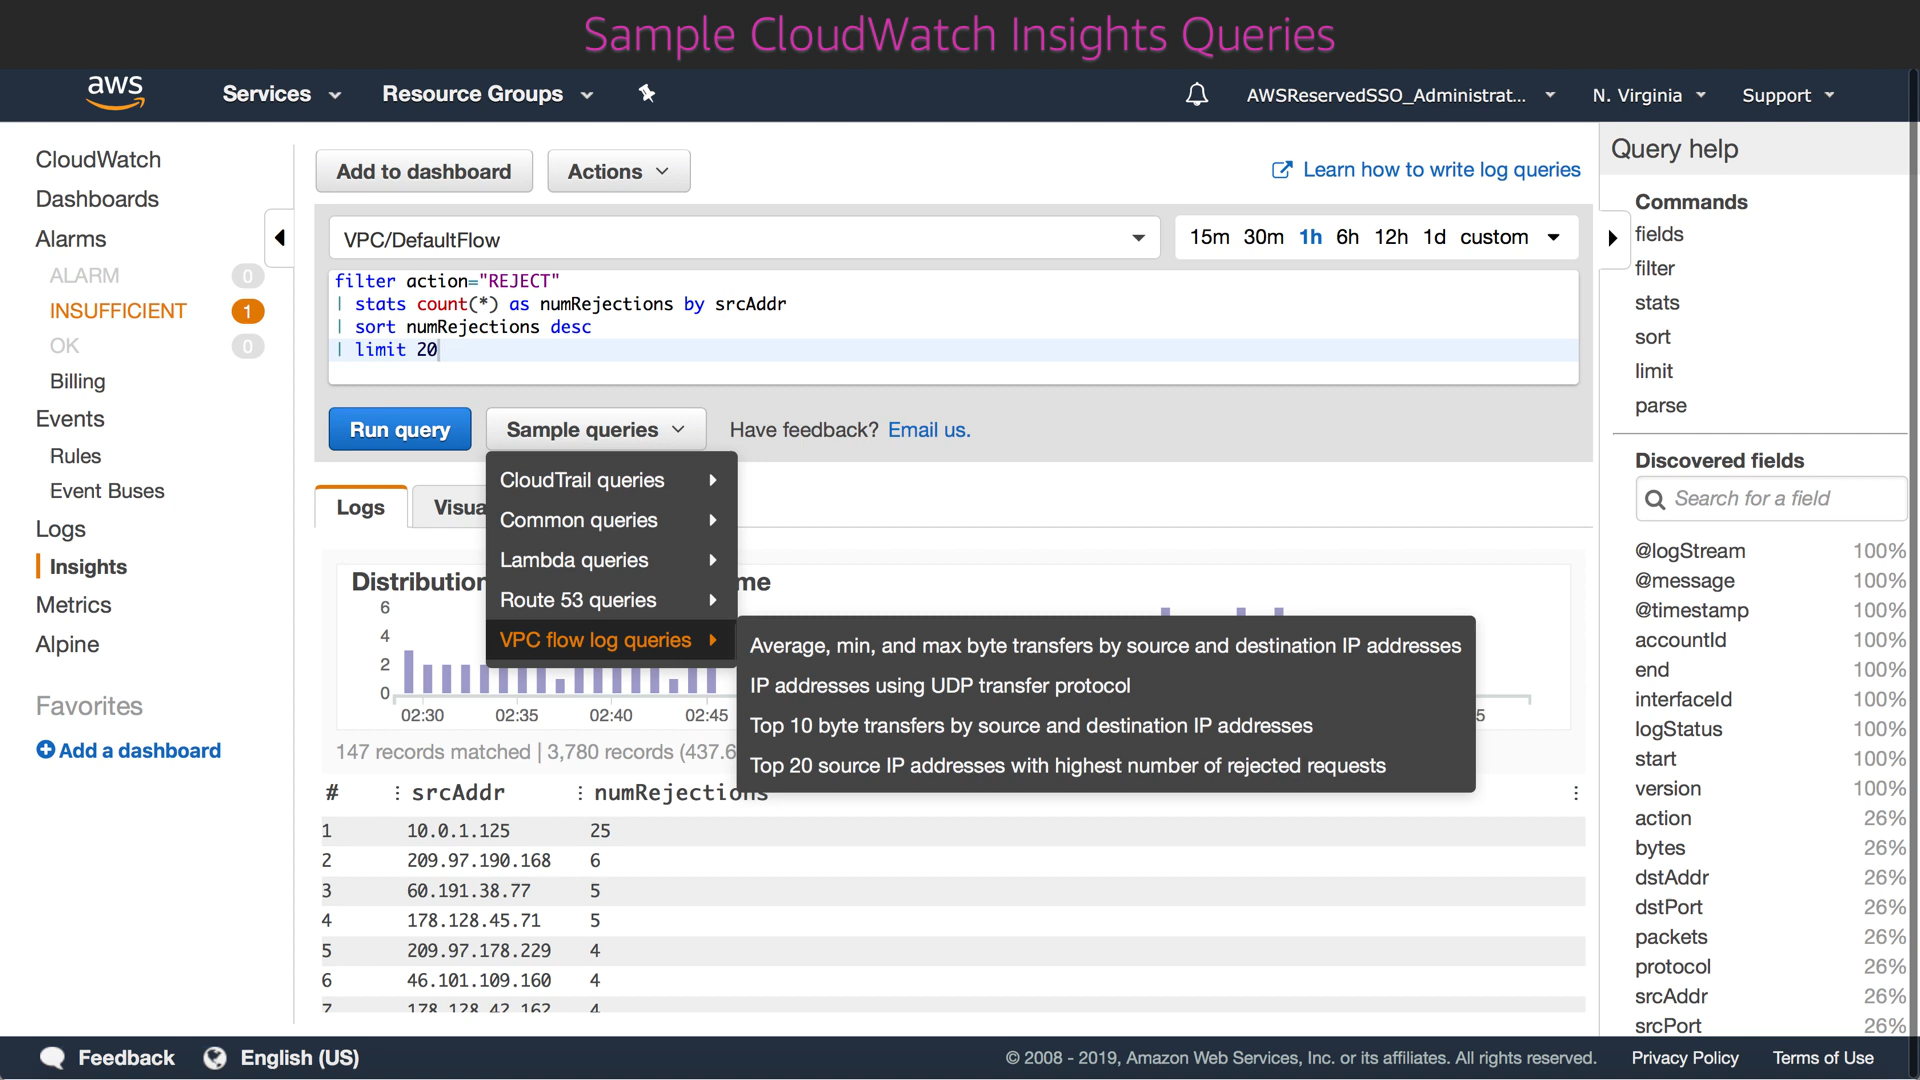 Sample CloudWatch Insights Queries
aws
Services
Resource Groups
AWSReservedSSO_Administrat...
N. Virginia
Support
CloudWatch
Dashboards
Alarms
ALARM 0
INSUFFICIENT 1
OK 0
Billing
Events
Rules
Event Buses
Logs
Insights
Metrics
Alpine
Favorites
Add a dashboard
Add to dashboard
Actions
Learn how to write log queries
VPC/DefaultFlow
15m 30m 1h 6h 12h 1d custom
filter action="REJECT"
| stats count(*) as numRejections by srcAddr
| sort numRejections desc
| limit 20
Run query
Sample queries
Have feedback? Email us.
CloudTrail queries
Common queries
Lambda queries
Route 53 queries
VPC flow log queries
Average, min, and max byte transfers by source and destination IP addresses
IP addresses using UDP transfer protocol
Top 10 byte transfers by source and destination IP addresses
Top 20 source IP addresses with highest number of rejected requests
Logs
Visua
Distribution
me
6
4
2
0
02:30 02:35 02:40 02:45 5
147 records matched | 3,780 records (437.6
# srcAddr numRejections
1 10.0.1.125 25
2 209.97.190.168 6
3 60.191.38.77 5
4 178.128.45.71 5
5 209.97.178.229 4
6 46.101.109.160 4
7 178.128.42.162 4
Query help
Commands
fields
filter
stats
sort
limit
parse
Discovered fields
Search for a field
@logStream 100%
@message 100%
@timestamp 100%
accountId 100%
end 100%
interfaceId 100%
logStatus 100%
start 100%
version 100%
action 26%
bytes 26%
dstAddr 26%
dstPort 26%
packets 26%
protocol 26%
srcAddr 26%
srcPort 26%
Feedback
English (US)
© 2008 - 2019, Amazon Web Services, Inc. or its affiliates. All rights reserved.
Privacy Policy
Terms of Use